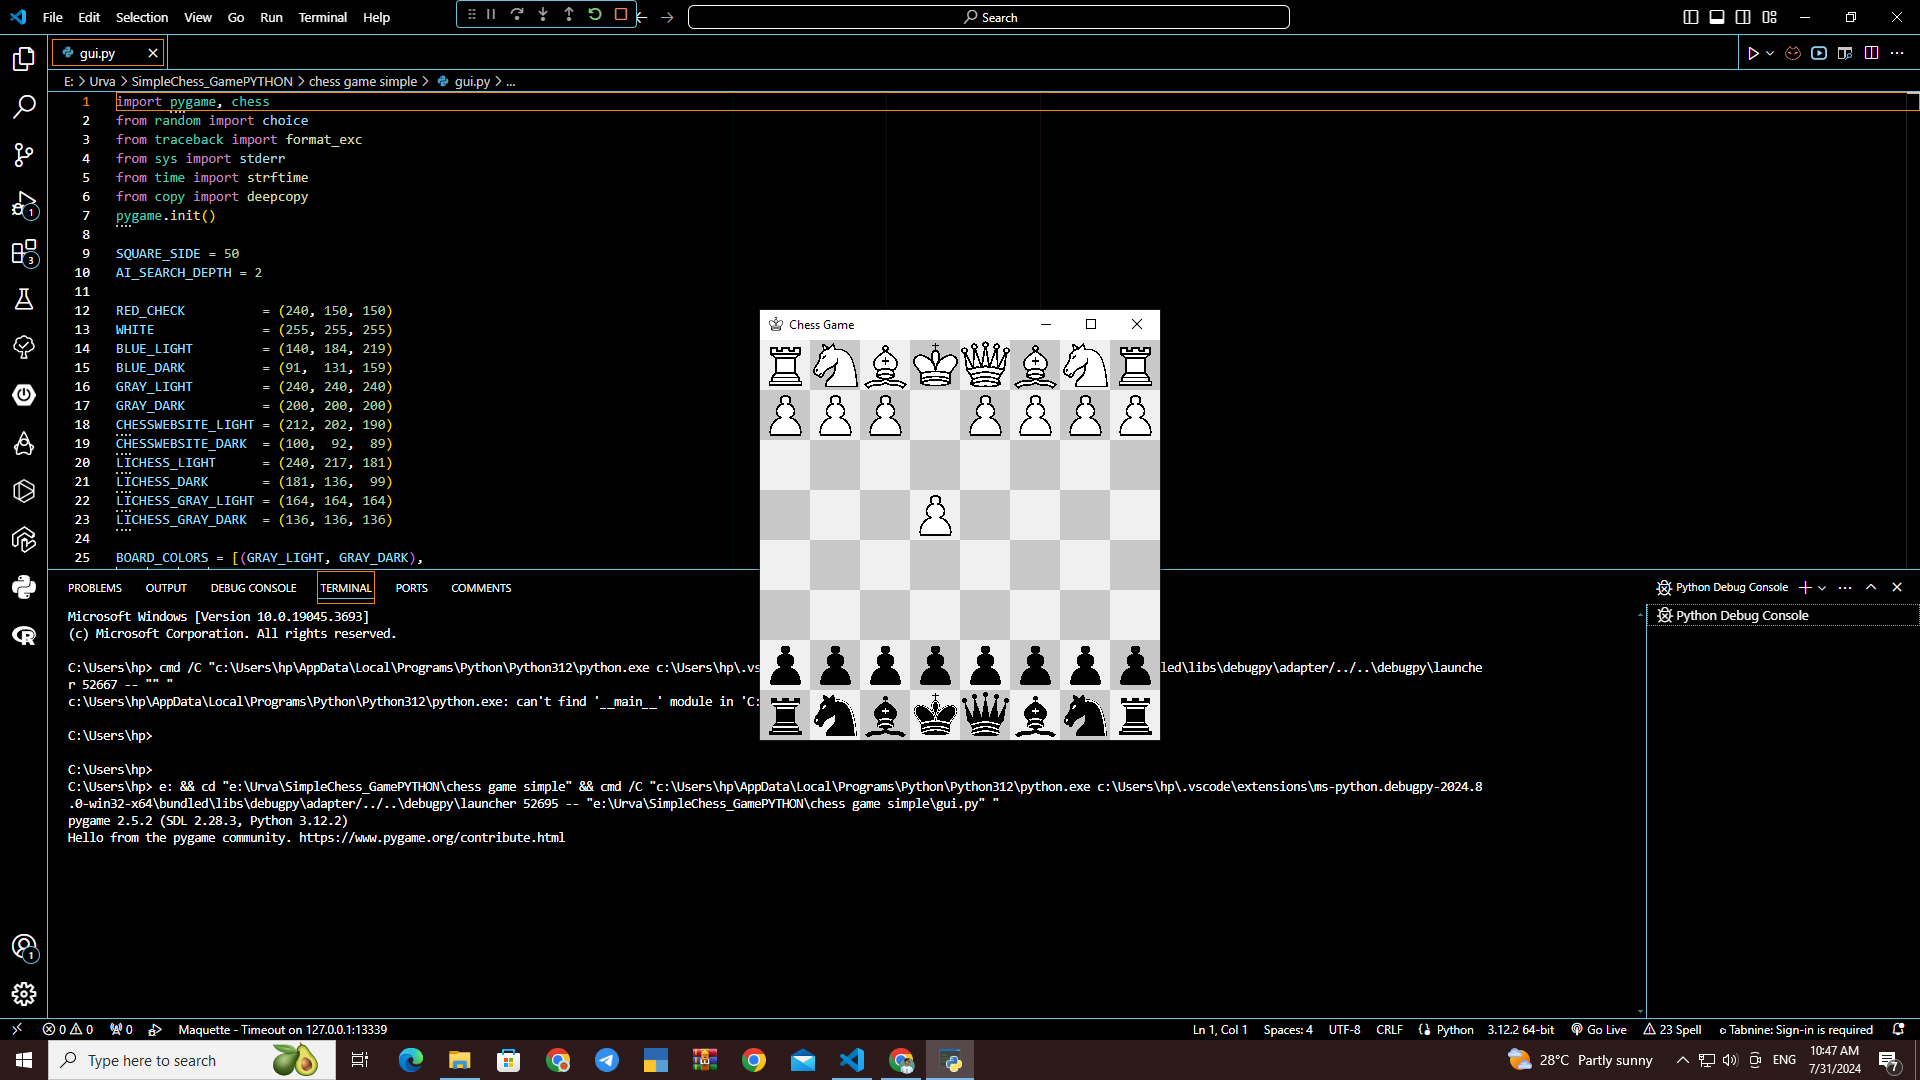 File Edit Selection View Go Run Terminal Help
Search
gui.py
E: > Urva > SimpleChess_GamePYTHON > chess game simple > gui.py > ...
1 import pygame, chess
2 from random import choice
3 from traceback import format_exc
4 from sys import stderr
5 from time import strftime
6 from copy import deepcopy
7 pygame.init()
8
9 SQUARE_SIDE = 50
10 AI_SEARCH_DEPTH = 2
11
12 RED_CHECK = (240, 150, 150)
13 WHITE = (255, 255, 255)
14 BLUE_LIGHT = (140, 184, 219)
15 BLUE_DARK = (91, 131, 159)
16 GRAY_LIGHT = (240, 240, 240)
17 GRAY_DARK = (200, 200, 200)
18 CHESSWEBSITE_LIGHT = (212, 202, 190)
19 CHESSWEBSITE_DARK = (100, 92, 89)
20 LICHESS_LIGHT = (240, 217, 181)
21 LICHESS_DARK = (181, 136, 99)
22 LICHESS_GRAY_LIGHT = (164, 164, 164)
23 LICHESS_GRAY_DARK = (136, 136, 136)
24
25 BOARD_COLORS = [(GRAY_LIGHT, GRAY_DARK),
Chess Game
PROBLEMS OUTPUT DEBUG CONSOLE TERMINAL PORTS COMMENTS
Python Debug Console
Python Debug Console
Microsoft Windows [Version 10.0.19045.3693]
(c) Microsoft Corporation. All rights reserved.
C:\Users\hp> cmd /C "c:\Users\hp\AppData\Local\Programs\Python\Python312\python.exe c:\Users\hp\.vs led\libs\debugpy\adapter/../..\debugpy\launche
r 52667 -- "" "
c:\Users\hp\AppData\Local\Programs\Python\Python312\python.exe: can't find '__main__' module in 'C:
C:\Users\hp>
C:\Users\hp>
C:\Users\hp> e: && cd "e:\Urva\SimpleChess_GamePYTHON\chess game simple" && cmd /C "c:\Users\hp\AppData\Local\Programs\Python\Python312\python.exe c:\Users\hp\.vscode\extensions\ms-python.debugpy-2024.8
.0-win32-x64\bundled\libs\debugpy\adapter/../..\debugpy\launcher 52695 -- "e:\Urva\SimpleChess_GamePYTHON\chess game simple\gui.py" "
pygame 2.5.2 (SDL 2.28.3, Python 3.12.2)
Hello from the pygame community. https://www.pygame.org/contribute.html
0 0 0 Maquette - Timeout on 127.0.0.1:13339 Ln 1, Col 1 Spaces: 4 UTF-8 CRLF Python 3.12.2 64-bit Go Live 23 Spell Tabnine: Sign-in is required
Type here to search
28°C Partly sunny ENG 10:47 AM
7/31/2024
7
1
3
1